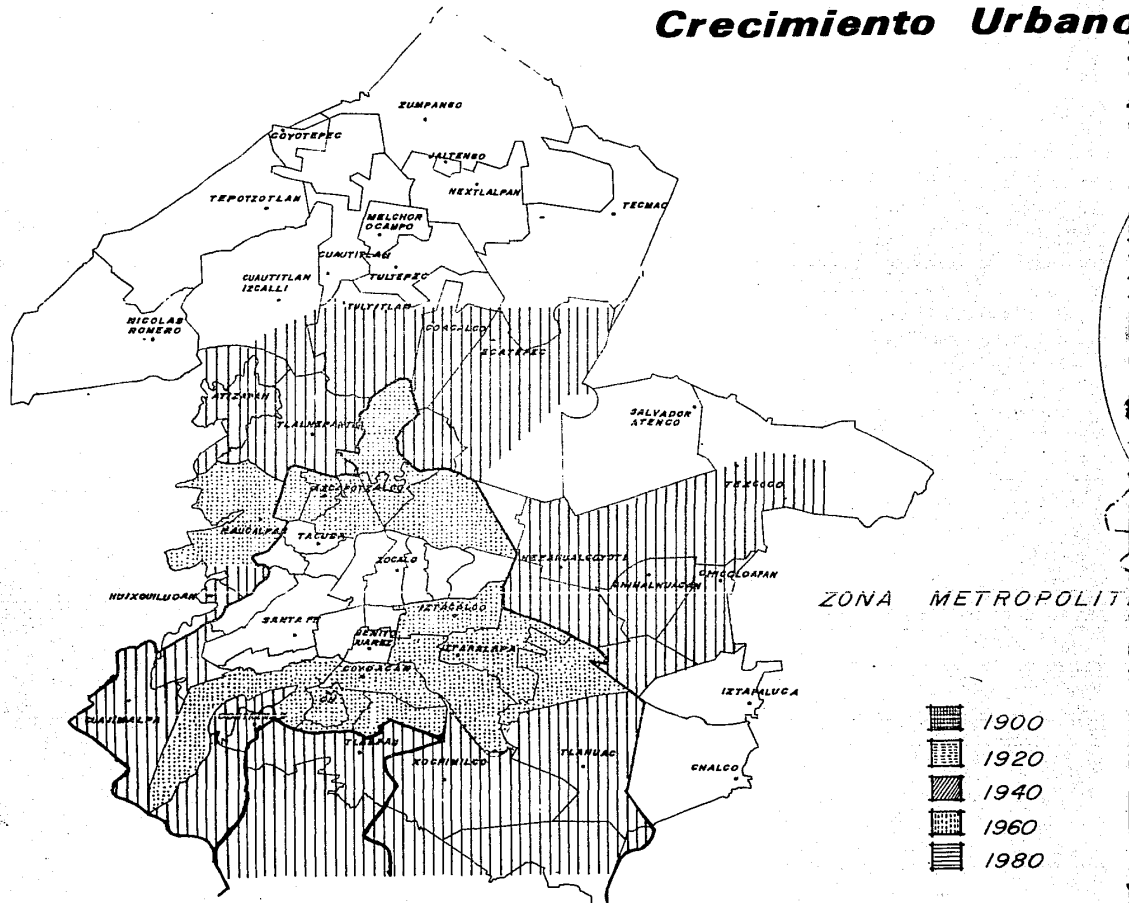 Crecimiento Urbano
ZUMPANGO
COYOTEPEC
JALTENGO
NEXTLALPAN
TEPOTZOTLAN
TECMAC
MELCHOR
OCAMPO
CUAUTITLAN
TULTEPEC
CUAUTITLAN
IZCALLI
TULTITLAN
NICOLAS
ROMERO
COACALCO
ECATEPEC
ATIZAPAN
SALVADOR
ATENCO
TLALNEPANTLA
TEXCOCO
AZCAPOTZALCO
NAUCALPAN
TACUBA
ZOCALO
NEZAHUALCOYOTL
CHIMALHUACAN
CHICOLOAPAN
HUIXQUILUCAN
ZONA METROPOLIT
IZTACALCO
SANTA FE
BENITO
JUAREZ
IZTAPALAPA
COYOACAN
IXTAPALUCA
CUAJIMALPA
TLALPAN
TLAHUAC
XOCHIMILCO
CHALCO
1900
1920
1940
1960
1980